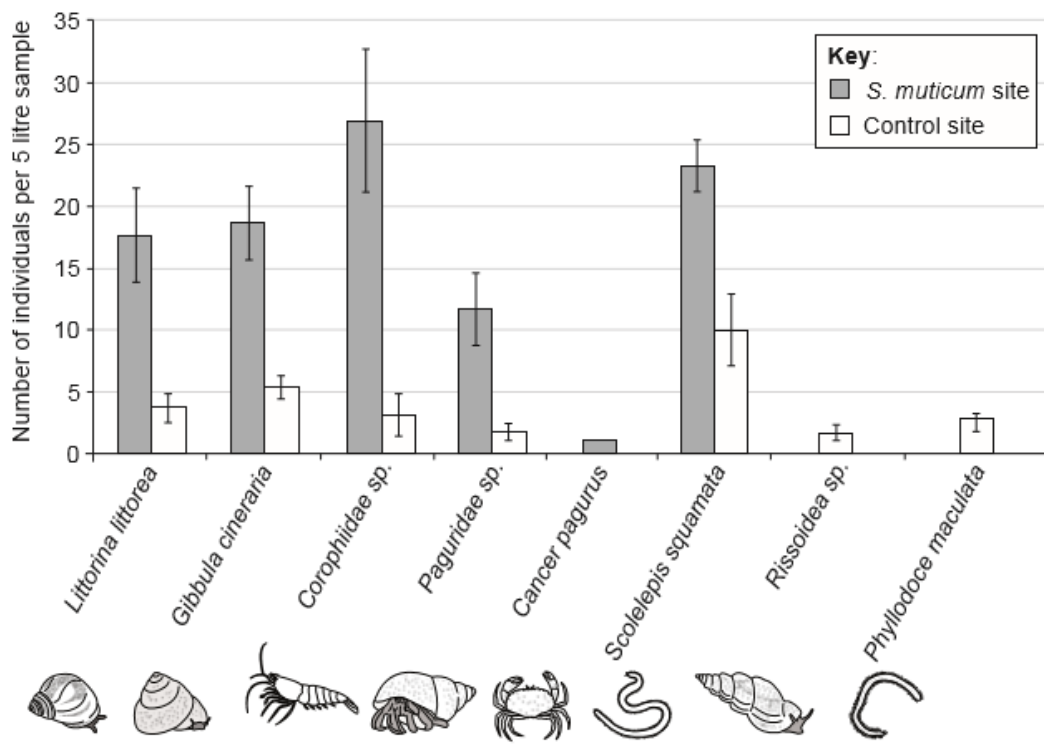 Number of individuals per 5 litre sample
35
30
25
20
15
10
5
0
Key:
S. muticum site
Control site
Littorina littorea
Gibbula cineraria
Corophiidae sp.
Paguridae sp.
Cancer pagurus
Scolelepis squamata
Rissoidea sp.
Phyllodoce maculata